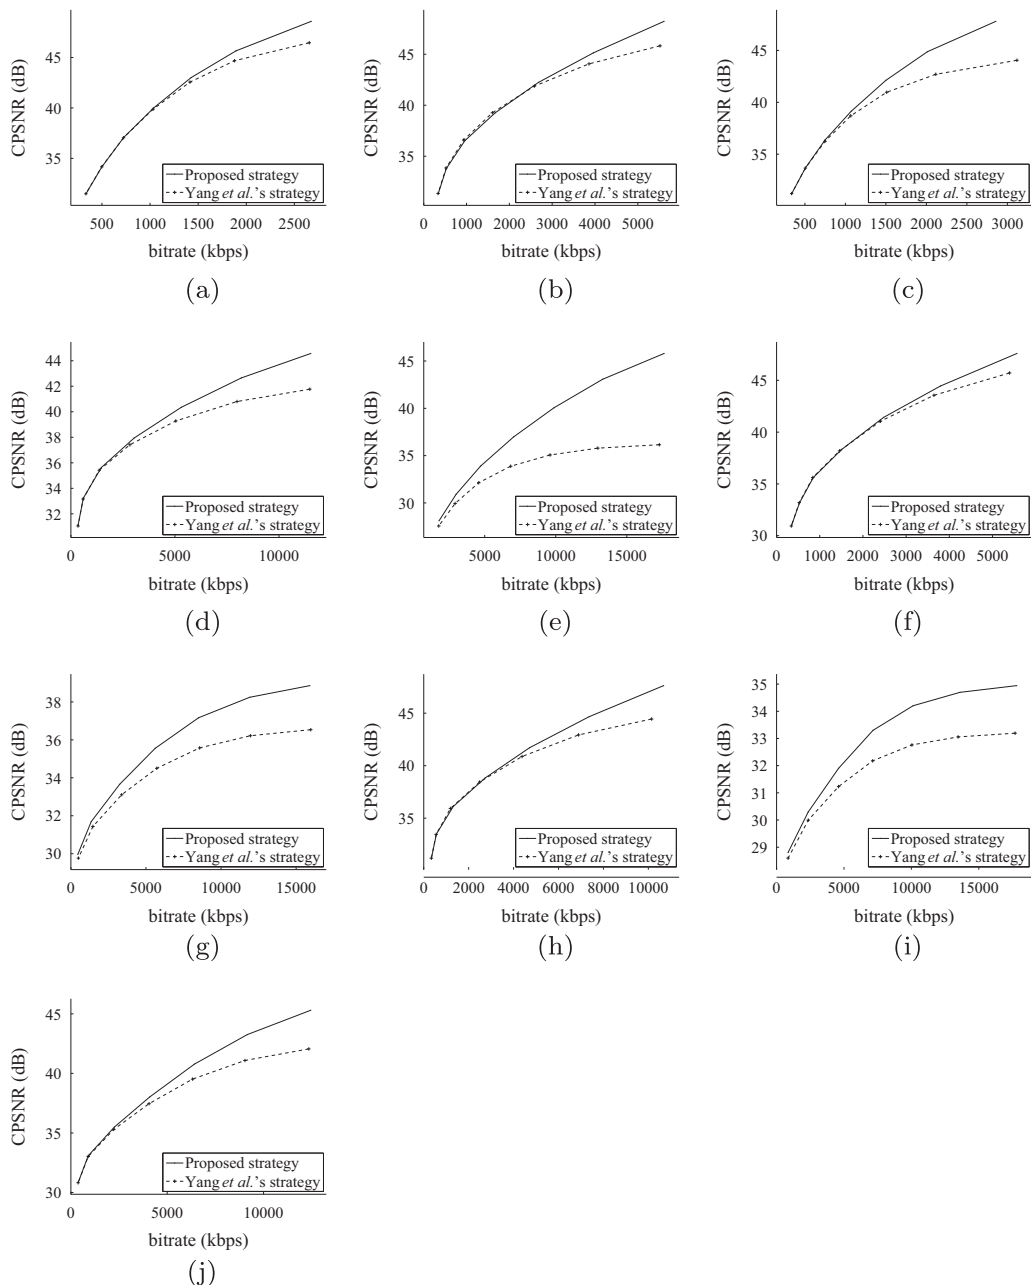 CPSNR (dB)
45
40
35
500 1000 1500 2000 2500
bitrate (kbps)
Proposed strategy
Yang et al.'s strategy
(a)
CPSNR (dB)
45
40
35
0 1000 2000 3000 4000 5000
bitrate (kbps)
Proposed strategy
Yang et al.'s strategy
(b)
CPSNR (dB)
45
40
35
500 1000 1500 2000 2500 3000
bitrate (kbps)
Proposed strategy
Yang et al.'s strategy
(c)
CPSNR (dB)
44
42
40
38
36
34
32
0 5000 10000
bitrate (kbps)
Proposed strategy
Yang et al.'s strategy
(d)
CPSNR (dB)
45
40
35
30
5000 10000 15000
bitrate (kbps)
Proposed strategy
Yang et al.'s strategy
(e)
CPSNR (dB)
45
40
35
30
0 1000 2000 3000 4000 5000
bitrate (kbps)
Proposed strategy
Yang et al.'s strategy
(f)
CPSNR (dB)
38
36
34
32
30
0 5000 10000 15000
bitrate (kbps)
Proposed strategy
Yang et al.'s strategy
(g)
CPSNR (dB)
45
40
35
0 2000 4000 6000 8000 10000
bitrate (kbps)
Proposed strategy
Yang et al.'s strategy
(h)
CPSNR (dB)
35
34
33
32
31
30
29
0 5000 10000 15000
bitrate (kbps)
Proposed strategy
Yang et al.'s strategy
(i)
CPSNR (dB)
45
40
35
30
0 5000 10000
bitrate (kbps)
Proposed strategy
Yang et al.'s strategy
(j)